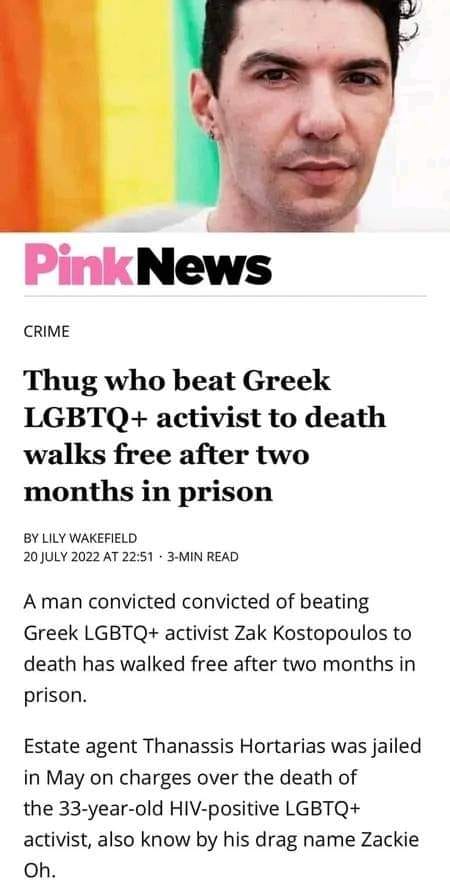 PinkNews
CRIME
Thug who beat Greek
LGBTQ+ activist to death
walks free after two
months in prison
BY LILY WAKEFIELD
20 JULY 2022 AT 22:51 · 3-MIN READ
A man convicted convicted of beating
Greek LGBTQ+ activist Zak Kostopoulos to
death has walked free after two months in
prison.
Estate agent Thanassis Hortarias was jailed
in May on charges over the death of
the 33-year-old HIV-positive LGBTQ+
activist, also know by his drag name Zackie
Oh.